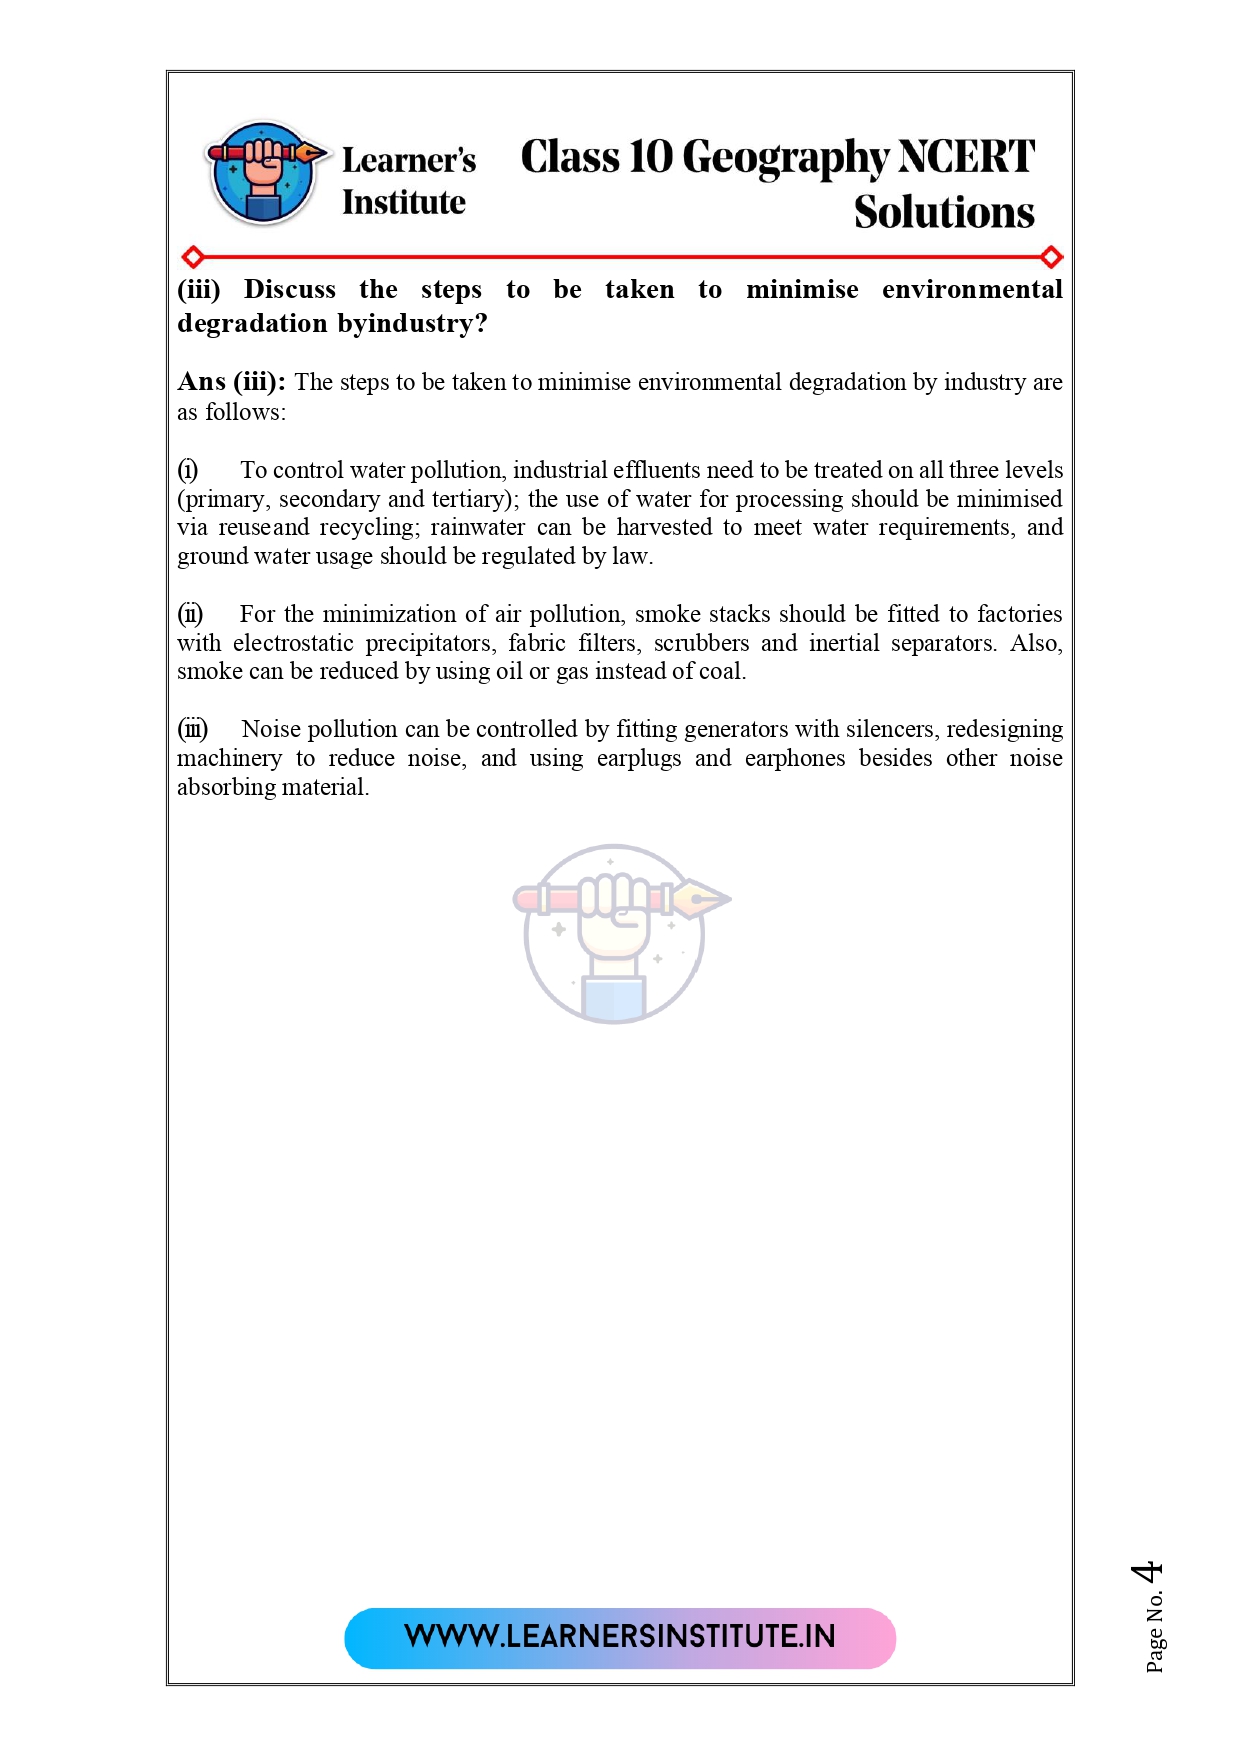 Learner's
Institute
Class 10 Geography NCERT
Solutions
(iii) Discuss the steps to be taken to minimise environmental
degradation byindustry?
Ans (iii): The steps to be taken to minimise environmental degradation by industry are
as follows:
(i) To control water pollution, industrial effluents need to be treated on all three levels
(primary, secondary and tertiary); the use of water for processing should be minimised
via reuseand recycling; rainwater can be harvested to meet water requirements, and
ground water usage should be regulated by law.
(ii) For the minimization of air pollution, smoke stacks should be fitted to factories
with electrostatic precipitators, fabric filters, scrubbers and inertial separators. Also,
smoke can be reduced by using oil or gas instead of coal.
(iii) Noise pollution can be controlled by fitting generators with silencers, redesigning
machinery to reduce noise, and using earplugs and earphones besides other noise
absorbing material.
WWW.LEARNERSINSTITUTE.IN
Page No. 4